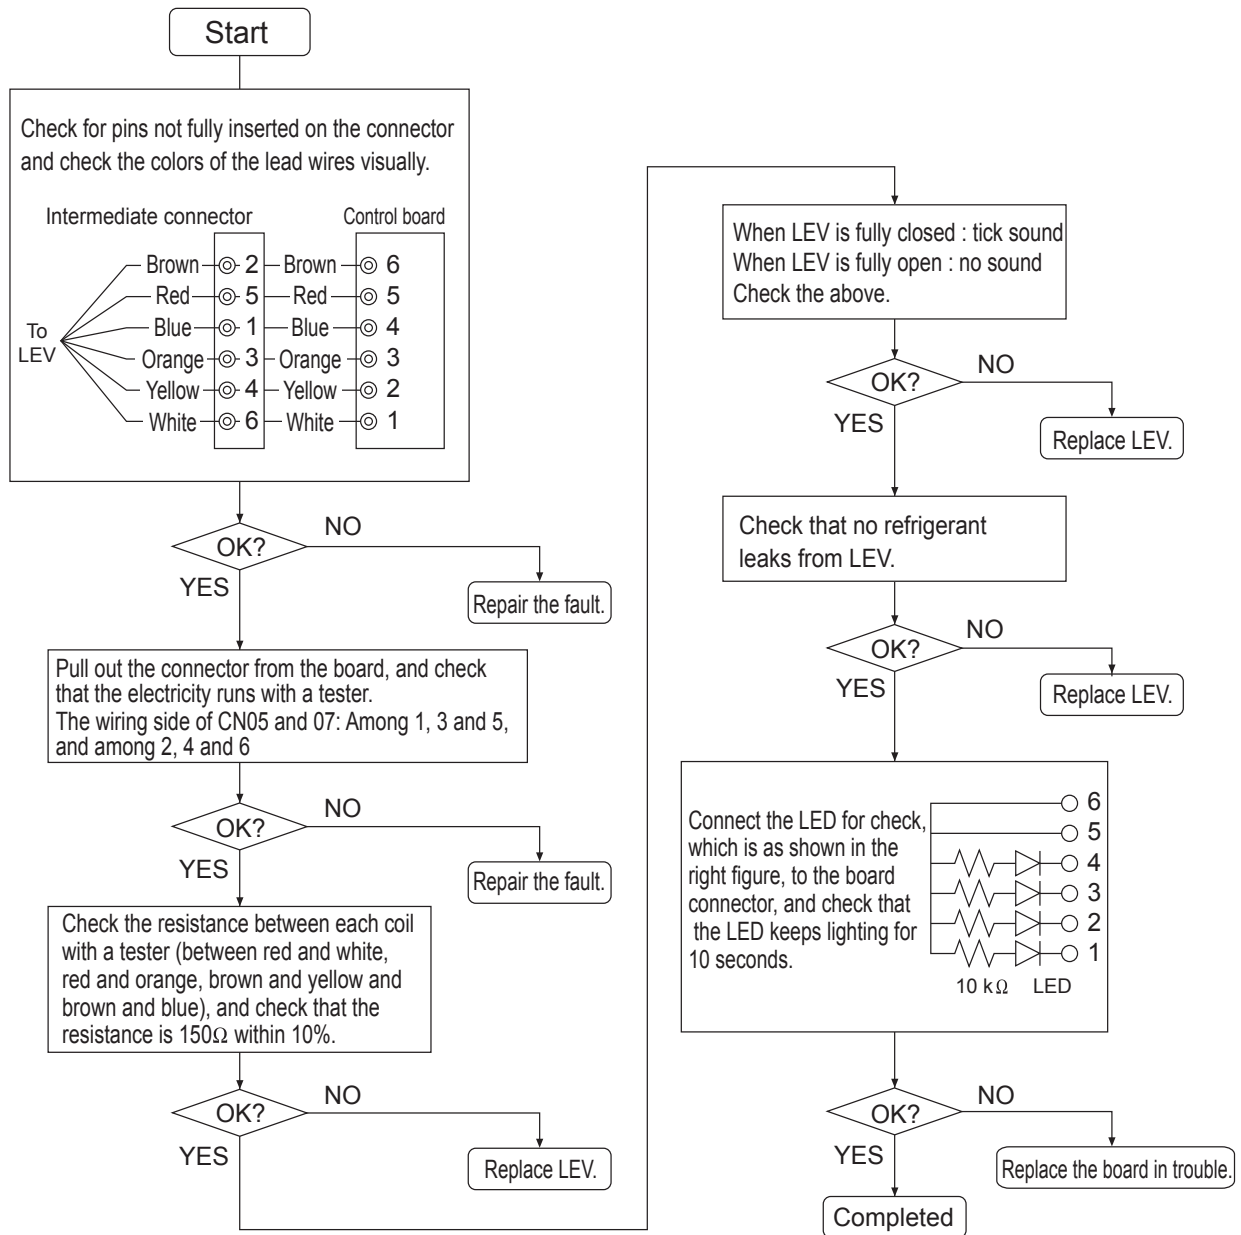 Start
Check for pins not fully inserted on the connector
and check the colors of the lead wires visually.
Intermediate connector
Control board
To
LEV
Brown 2 Brown 6
Red 5 Red 5
Blue 1 Blue 4
Orange 3 Orange 3
Yellow 4 Yellow 2
White 6 White 1
OK?
NO
YES
Repair the fault.
Pull out the connector from the board, and check
that the electricity runs with a tester.
The wiring side of CN05 and 07: Among 1, 3 and 5,
and among 2, 4 and 6
OK?
NO
YES
Repair the fault.
Check the resistance between each coil
with a tester (between red and white,
red and orange, brown and yellow and
brown and blue), and check that the
resistance is 150Ω within 10%.
OK?
NO
YES
Replace LEV.
When LEV is fully closed : tick sound
When LEV is fully open : no sound
Check the above.
OK?
NO
YES
Replace LEV.
Check that no refrigerant
leaks from LEV.
OK?
NO
YES
Replace LEV.
Connect the LED for check,
which is as shown in the
right figure, to the board
connector, and check that
the LED keeps lighting for
10 seconds.
6
5
4
3
2
1
10 kΩ LED
OK?
NO
YES
Replace the board in trouble.
Completed